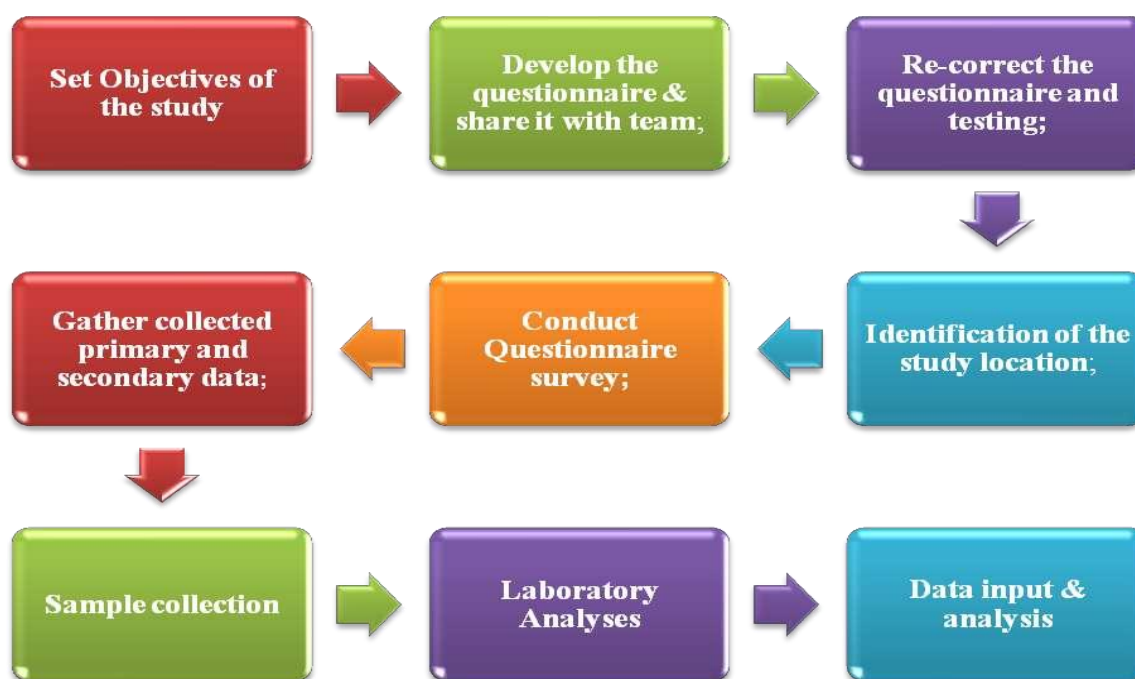 Set Objectives of
the study
Develop the
questionnaire &
share it with team;
Re-correct the
questionnaire and
testing;
Identification of the
study location;
Conduct
Questionnaire
survey;
Gather collected
primary and
secondary data;
Sample collection
Laboratory
Analyses
Data input &
analysis